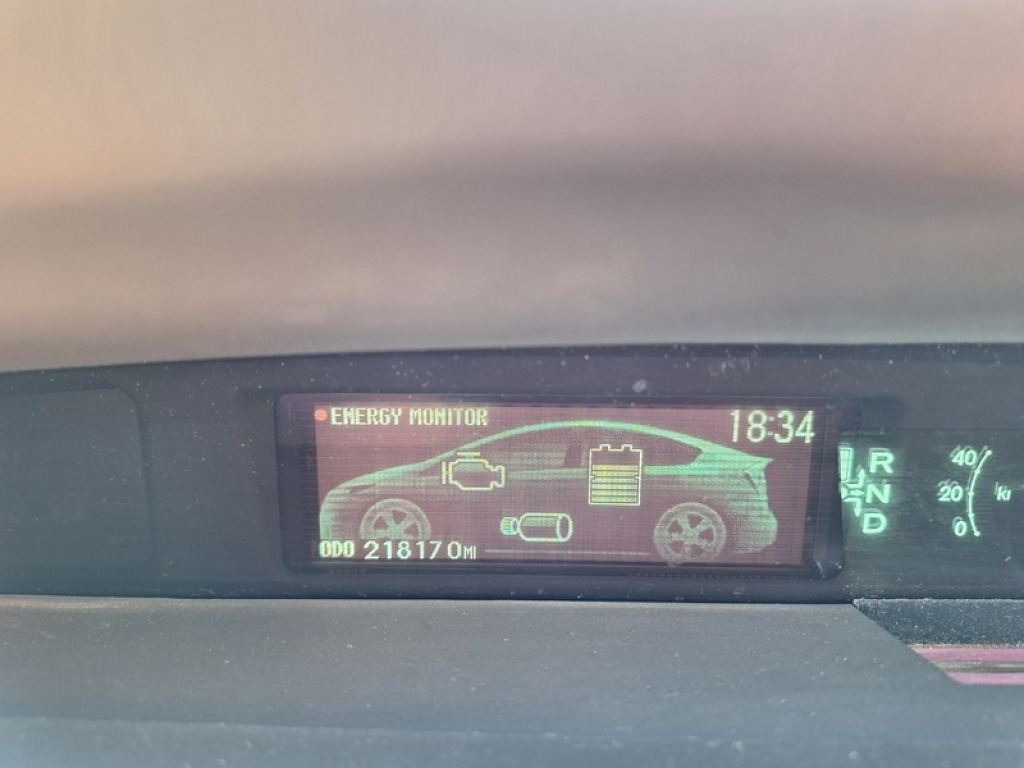 ENERGY MONITOR
18:34
ODO 218170MI
R
N
D
40
20
0